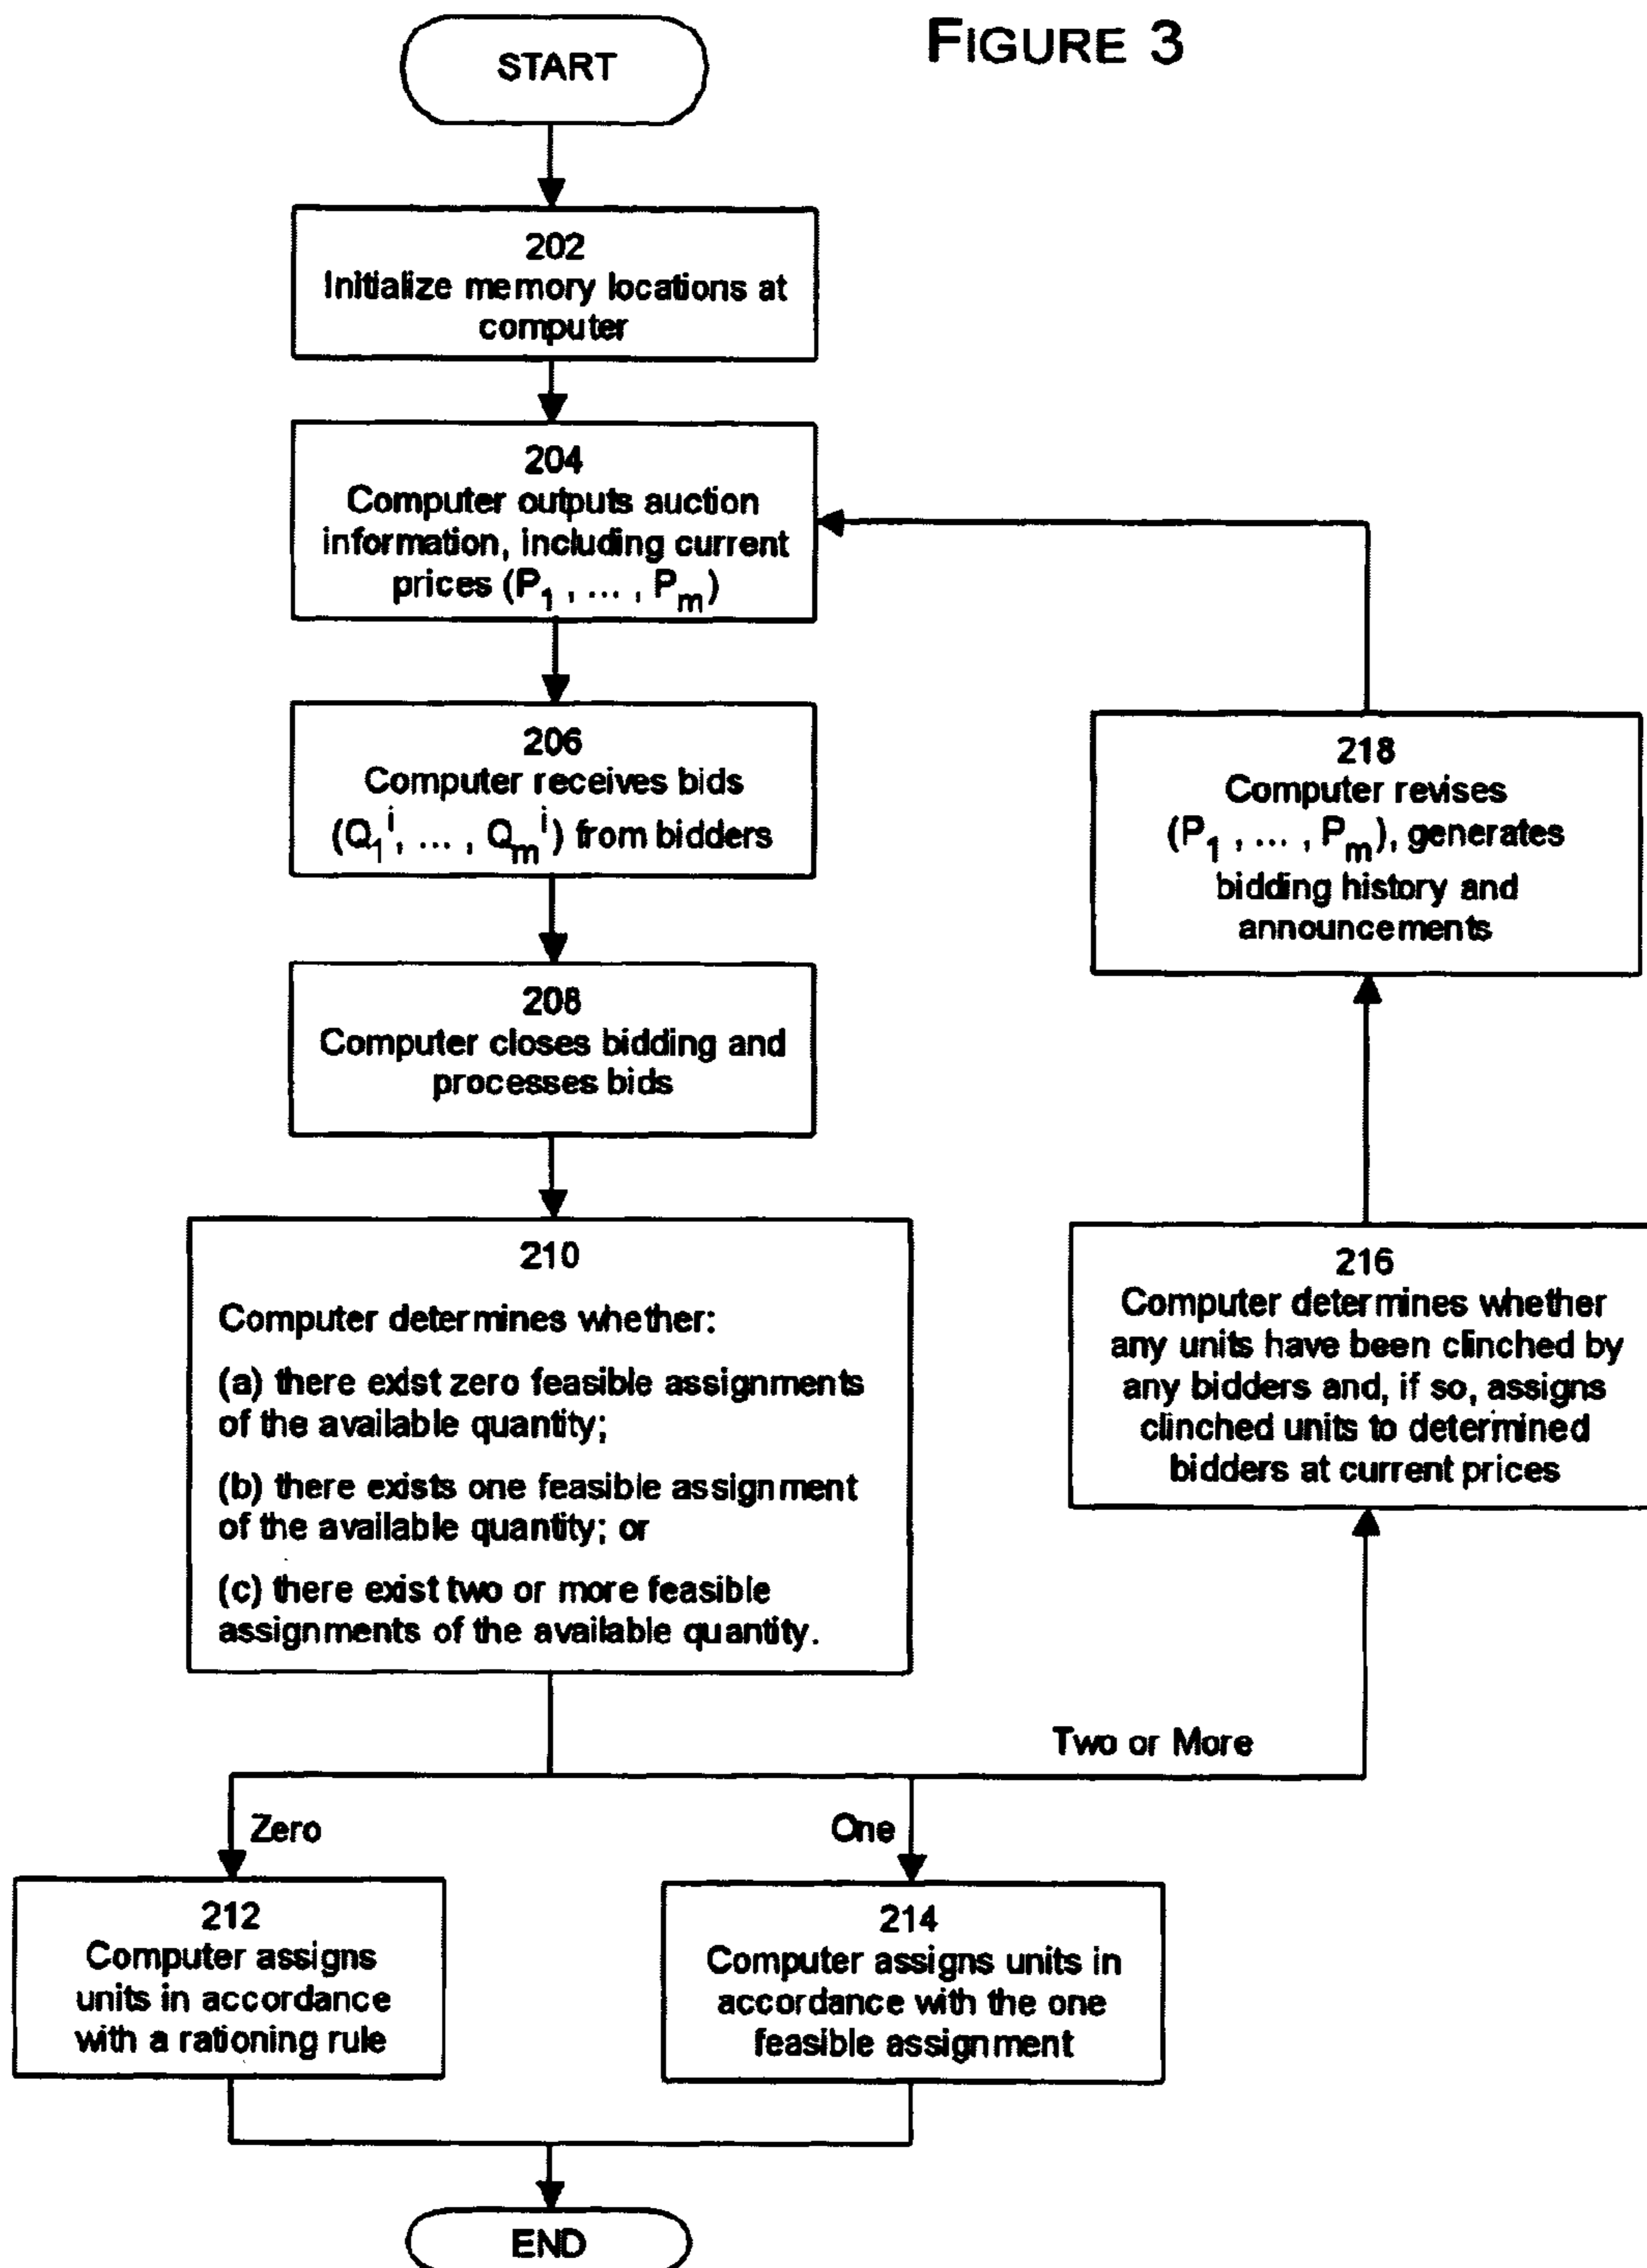 FIGURE 3
START
202
Initialize memory locations at
computer
204
Computer outputs auction
information, including current
prices (P₁ , ... , Pₘ)
206
Computer receives bids
(Q₁ⁱ, ... , Qₘⁱ) from bidders
208
Computer closes bidding and
processes bids
210
Computer determines whether:
(a) there exist zero feasible assignments
of the available quantity;
(b) there exists one feasible assignment
of the available quantity; or
(c) there exist two or more feasible
assignments of the available quantity.
218
Computer revises
(P₁ , ... , Pₘ), generates
bidding history and
announcements
216
Computer determines whether
any units have been clinched by
any bidders and, if so, assigns
clinched units to determined
bidders at current prices
Two or More
Zero
One
212
Computer assigns
units in accordance
with a rationing rule
214
Computer assigns units in
accordance with the one
feasible assignment
END